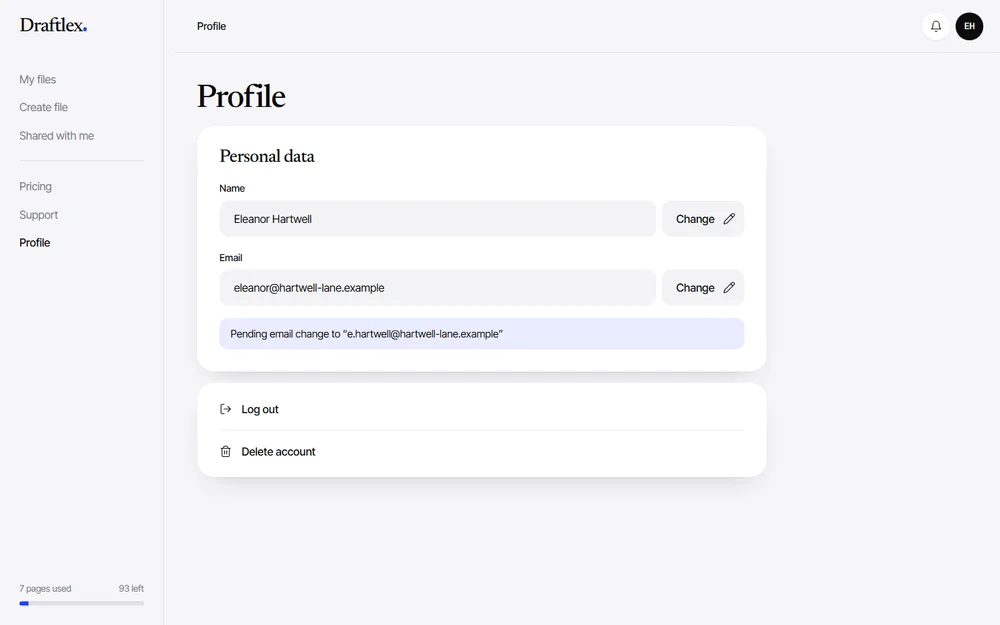 Draftlex.
My files
Create file
Shared with me
Pricing
Support
Profile
7 pages used
93 left
Profile
EH
Profile
Personal data
Name
Eleanor Hartwell
Change
Email
eleanor@hartwell-lane.example
Change
Pending email change to “e.hartwell@hartwell-lane.example”
Log out
Delete account